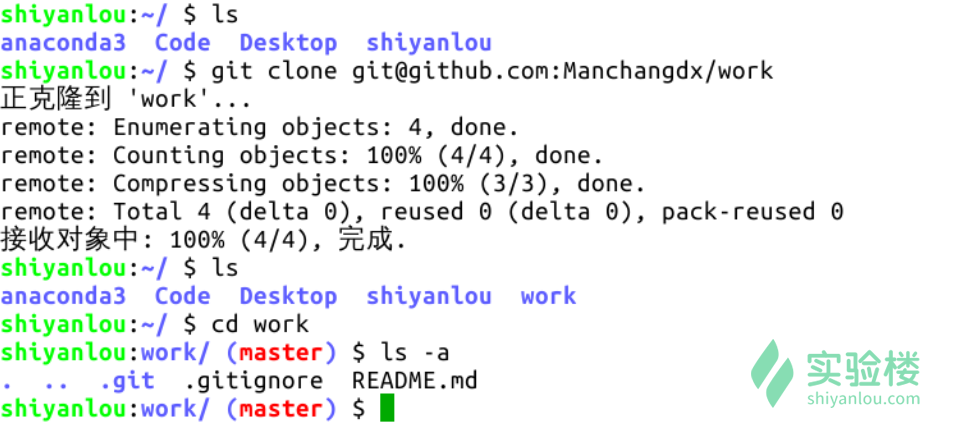 shiyanlou:~/ $ ls
anaconda3  Code  Desktop  shiyanlou
shiyanlou:~/ $ git clone git@github.com:Manchangdx/work
正克隆到 'work'...
remote: Enumerating objects: 4, done.
remote: Counting objects: 100% (4/4), done.
remote: Compressing objects: 100% (3/3), done.
remote: Total 4 (delta 0), reused 0 (delta 0), pack-reused 0
接收对象中: 100% (4/4), 完成.
shiyanlou:~/ $ ls
anaconda3  Code  Desktop  shiyanlou  work
shiyanlou:~/ $ cd work
shiyanlou:work/ (master) $ ls -a
.  ..  .git  .gitignore  README.md
shiyanlou:work/ (master) $
实验楼
shiyanlou.com